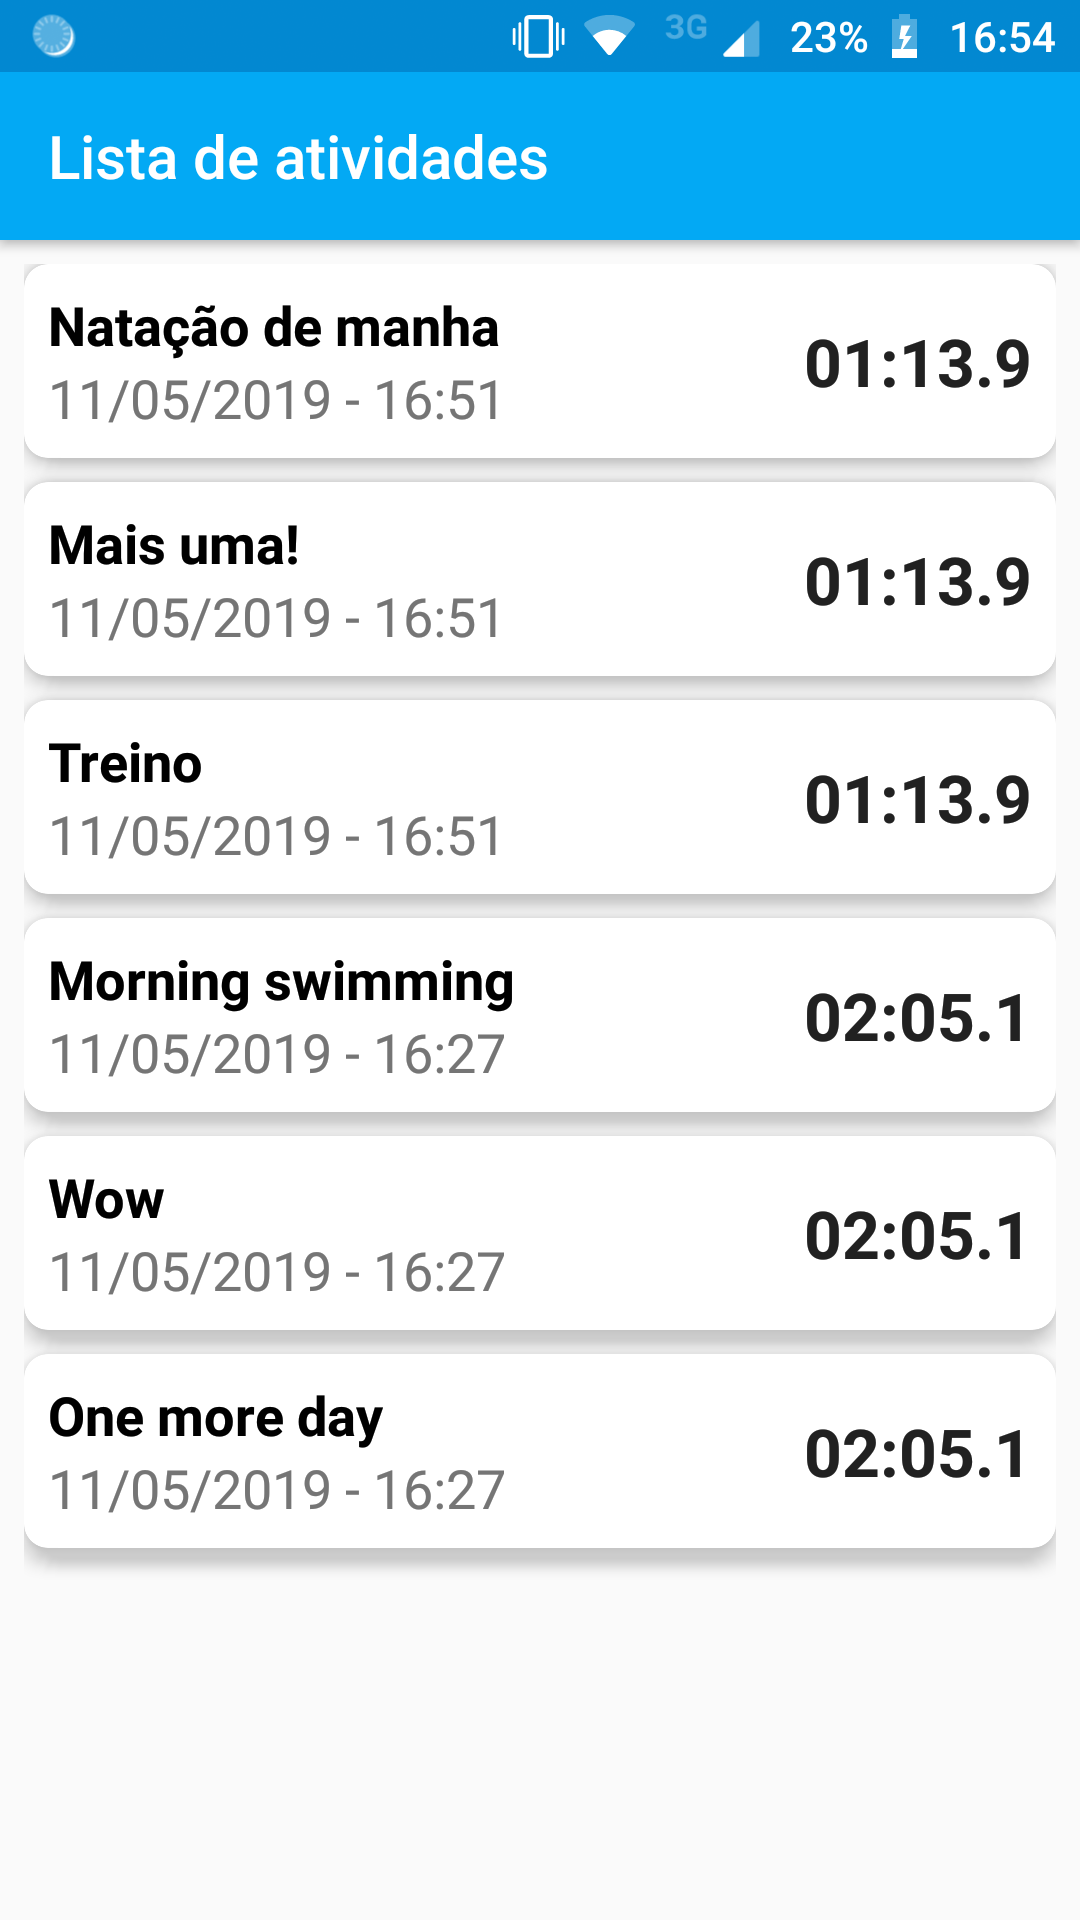 3G 23% 16:54
Lista de atividades
Natação de manha
11/05/2019 - 16:51
01:13.9
Mais uma!
11/05/2019 - 16:51
01:13.9
Treino
11/05/2019 - 16:51
01:13.9
Morning swimming
11/05/2019 - 16:27
02:05.1
Wow
11/05/2019 - 16:27
02:05.1
One more day
11/05/2019 - 16:27
02:05.1